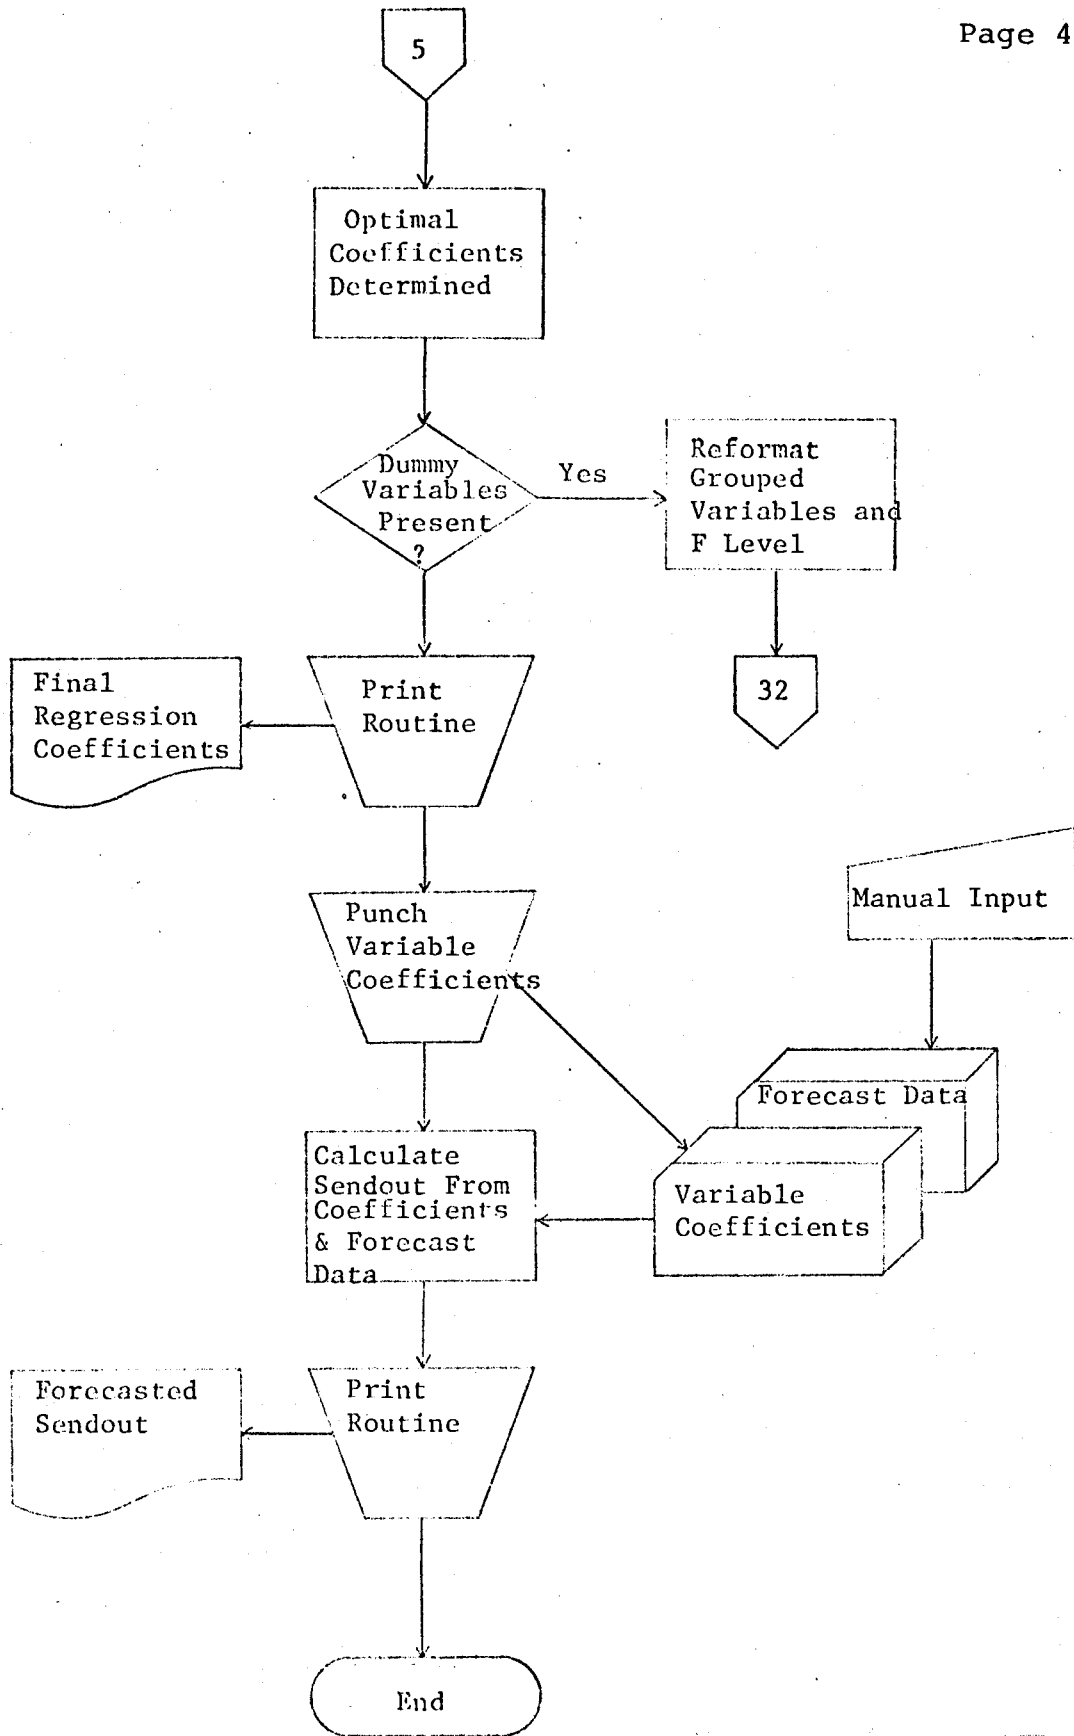 Page 4
5
Optimal
Coefficients
Determined
Dummy
Variables
Present
?
Yes
Reformat
Grouped
Variables and
F Level
32
Final
Regression
Coefficients
Print
Routine
Punch
Variable
Coefficients
Manual Input
Forecast Data
Variable
Coefficients
Calculate
Sendout From
Coefficients
& Forecast
Data
Forecasted
Sendout
Print
Routine
End